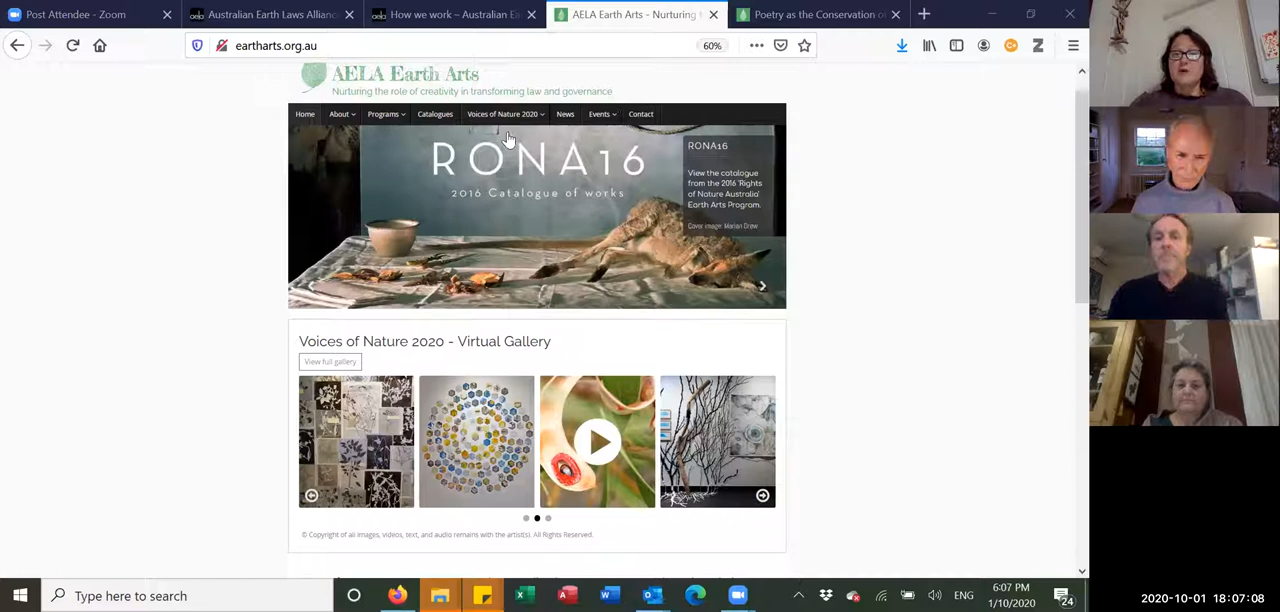 Post Attendee - Zoom
Australian Earth Laws Allianc
How we work – Australian Ea
AELA Earth Arts - Nurturing t
Poetry as the Conservation o
eartharts.org.au
60%
AELA Earth Arts
Nurturing the role of creativity in transforming law and governance
Home About Programs Catalogues Voices of Nature 2020 News Events Contact
RONA16
2016 Catalogue of works
RONA16
View the catalogue
from the 2016 'Rights
of Nature Australia'
Earth Arts Program.
Cover image: Marian Drew
Voices of Nature 2020 - Virtual Gallery
View full gallery
© Copyright of all images, videos, text, and audio remains with the artist(s). All Rights Reserved.
Type here to search
ENG
6:07 PM
1/10/2020
24
2020-10-01 18:07:08